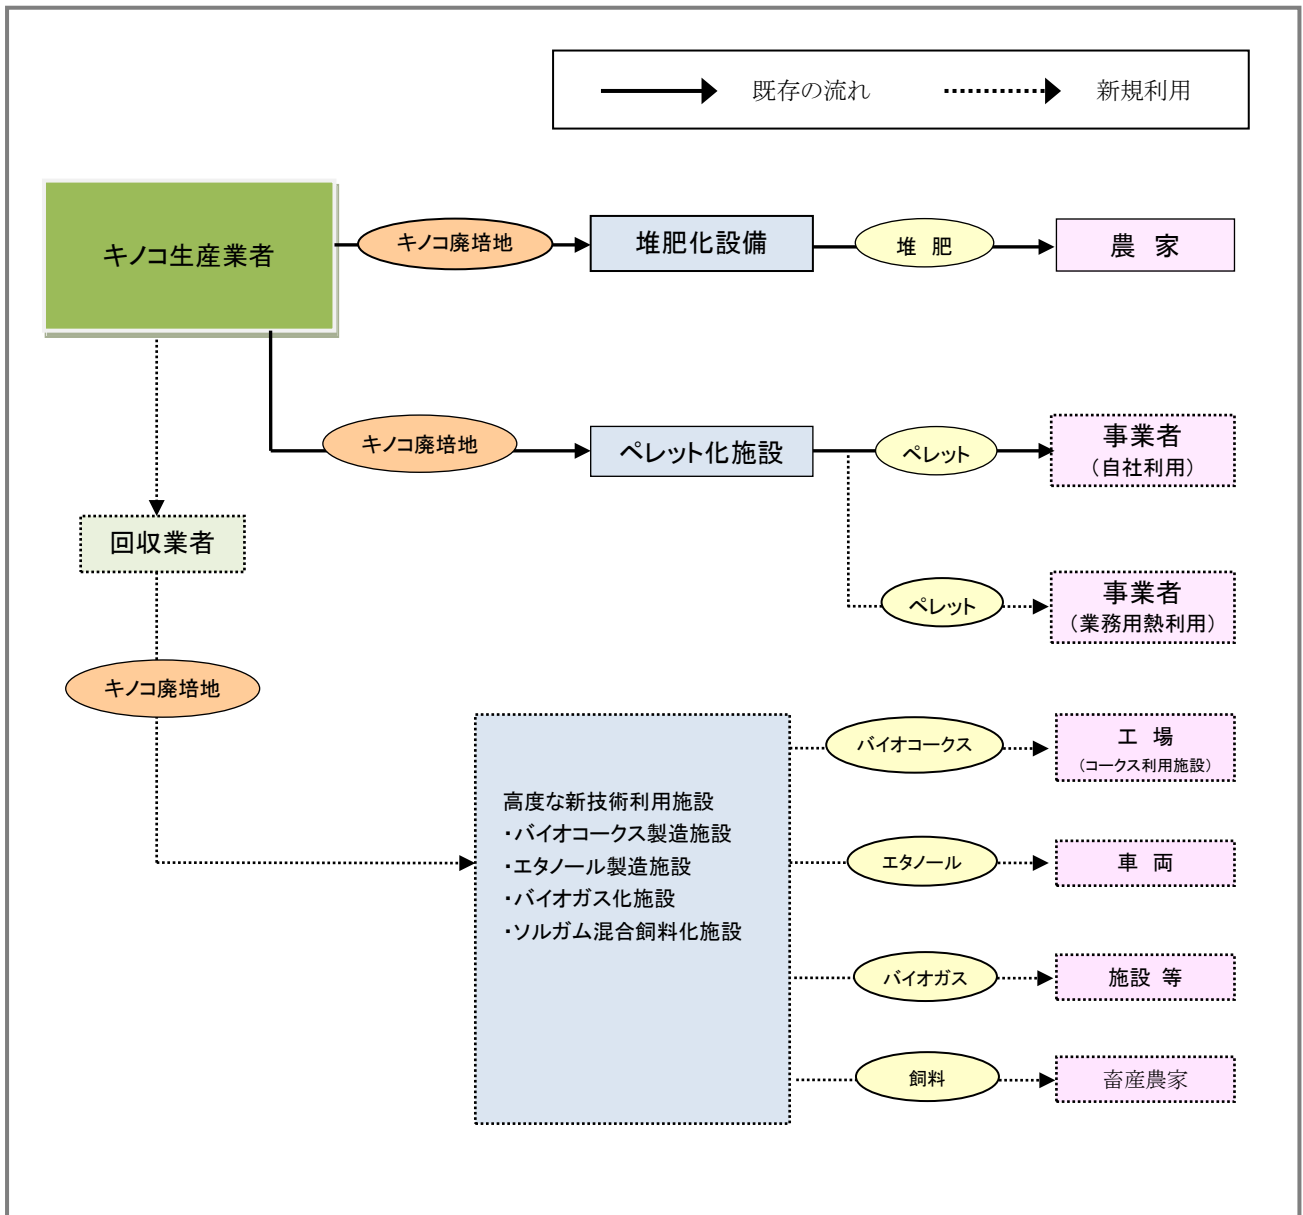 既存の流れ
新規利用
キノコ生産業者
キノコ廃培地
堆肥化設備
堆 肥
農 家
キノコ廃培地
ペレット化施設
ペレット
事業者
（自社利用）
回収業者
ペレット
事業者
（業務用熱利用）
キノコ廃培地
高度な新技術利用施設
・バイオコークス製造施設
・エタノール製造施設
・バイオガス化施設
・ソルガム混合飼料化施設
バイオコークス
工 場
（コークス利用施設）
エタノール
車 両
バイオガス
施設 等
飼料
畜産農家